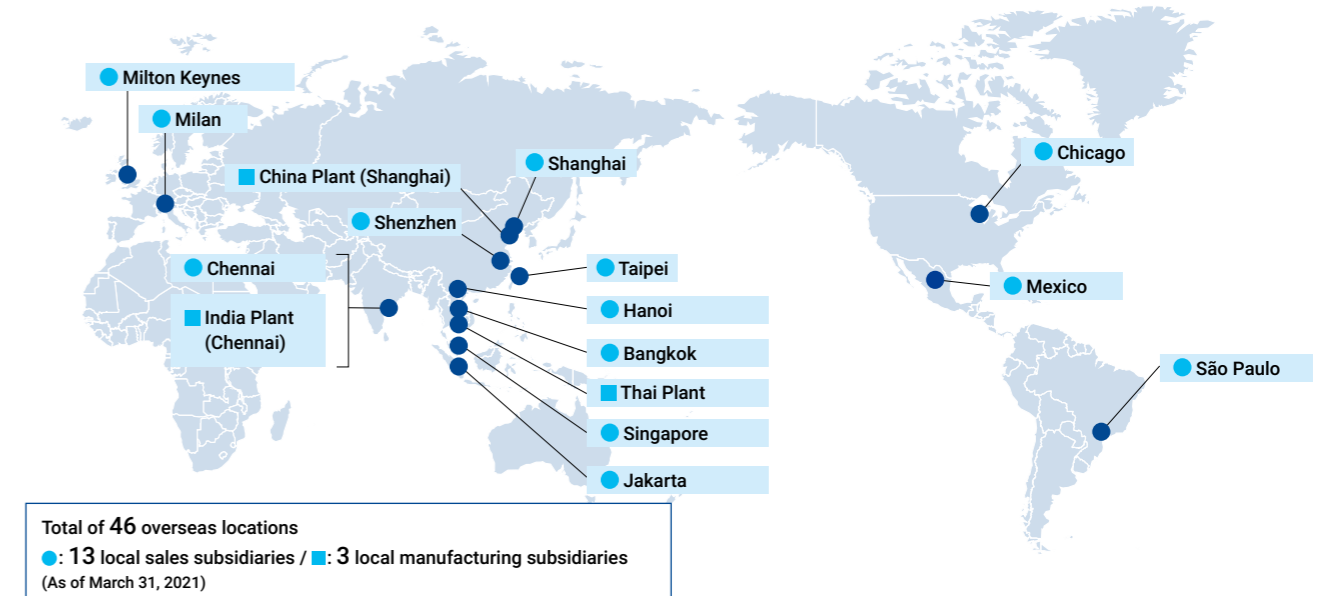 Milton Keynes
Milan
China Plant (Shanghai)
Shanghai
Shenzhen
Chennai
India Plant
(Chennai)
Taipei
Hanoi
Bangkok
Thai Plant
Singapore
Jakarta
Chicago
Mexico
São Paulo
Total of 46 overseas locations
●: 13 local sales subsidiaries / ■: 3 local manufacturing subsidiaries
(As of March 31, 2021)